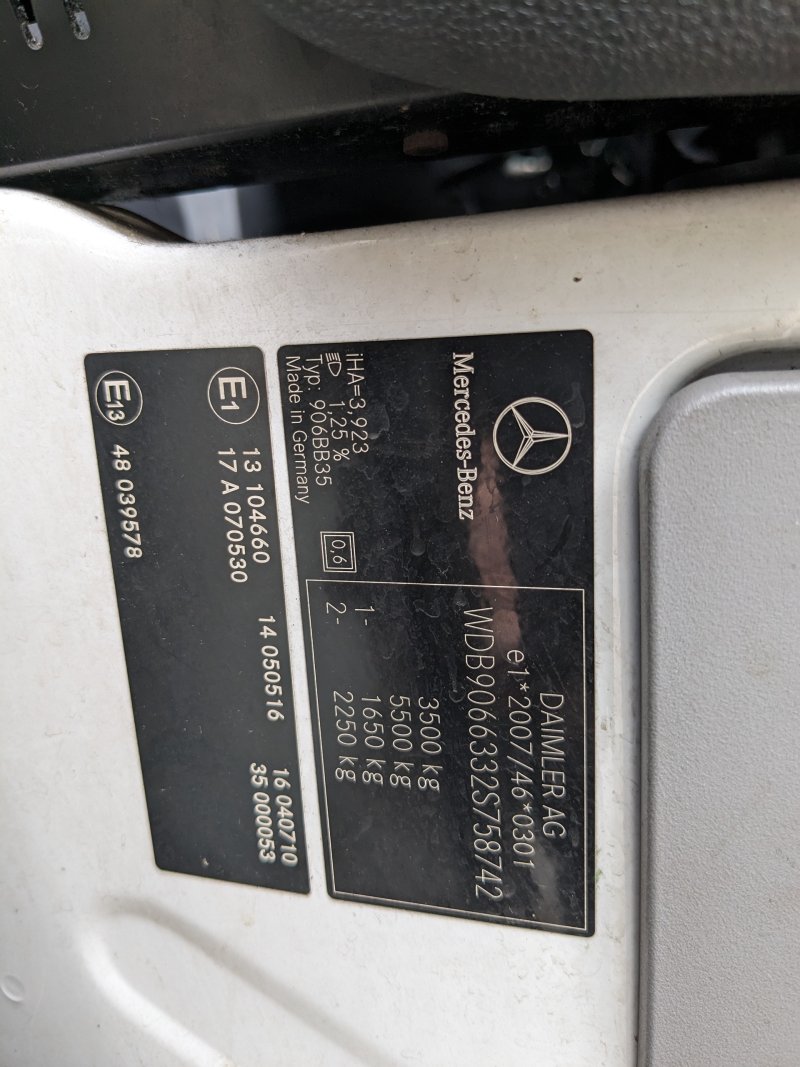 Mercedes-Benz
iHA=3,923
1,25 %
Typ: 906BB35
Made in Germany
0,6
DAIMLER AG
e1*2007/46*0301
WDB9066332S758742
3500 kg
5500 kg
1- 1650 kg
2- 2250 kg
E1 13 104660 14 050516 16 040710
17 A 070530 35 000053
E13 48 039578